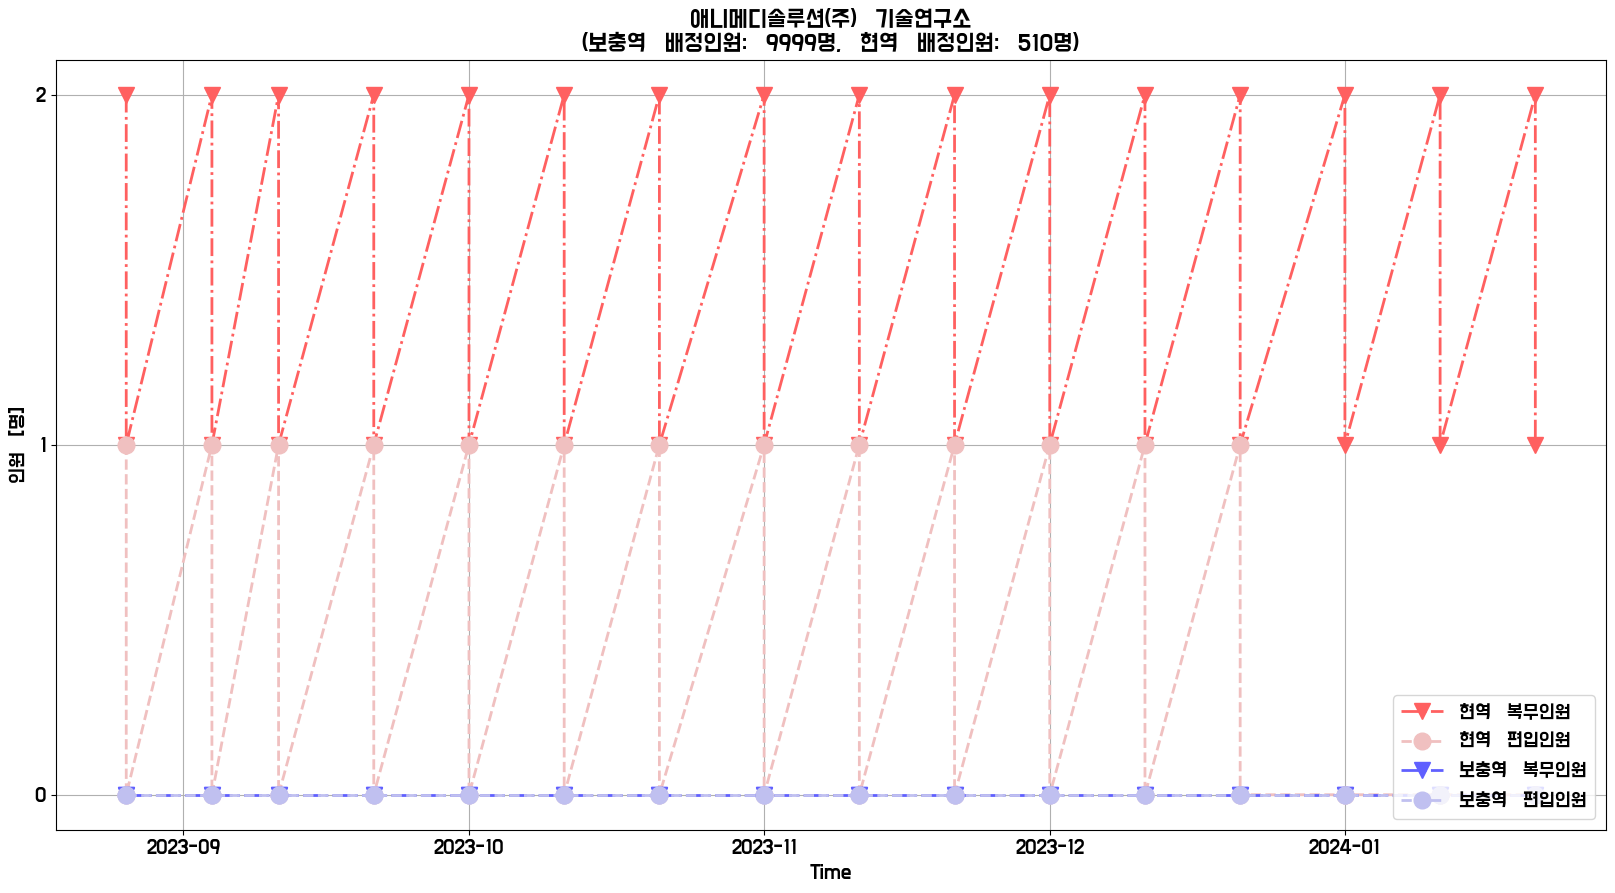 애니메디솔루션(주) 기술연구소
(보충역 배정인원: 9999명, 현역 배정인원: 510명)
2
1
0
인원 [명]
2023-09
2023-10
2023-11
2023-12
2024-01
Time
현역 복무인원
현역 편입인원
보충역 복무인원
보충역 편입인원